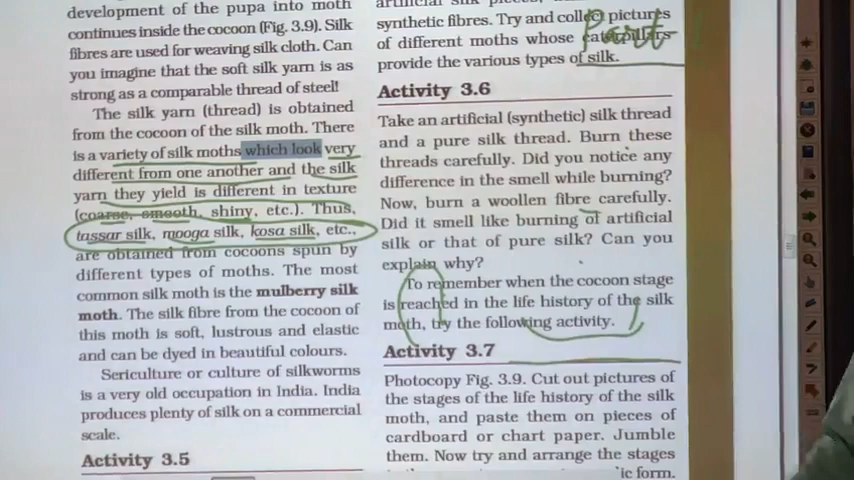 development of the pupa into moth
continues inside the cocoon (Fig. 3.9). Silk
fibres are used for weaving silk cloth. Can
you imagine that the soft silk yarn is as
strong as a comparable thread of steel!
The silk yarn (thread) is obtained
from the cocoon of the silk moth. There
is a variety of silk moths which look very
different from one another and the silk
yarn they yield is different in texture
(coarse, smooth, shiny, etc.). Thus,
tassar silk, mooga silk, kosa silk, etc.,
are obtained from cocoons spun by
different types of moths. The most
common silk moth is the mulberry silk
moth. The silk fibre from the cocoon of
this moth is soft, lustrous and elastic
and can be dyed in beautiful colours.
Sericulture or culture of silkworms
is a very old occupation in India. India
produces plenty of silk on a commercial
scale.
Activity 3.5
synthetic fibres. Try and collect pictures
of different moths whose caterpillars
provide the various types of silk.
Part
Activity 3.6
Take an artificial (synthetic) silk thread
and a pure silk thread. Burn these
threads carefully. Did you notice any
difference in the smell while burning?
Now, burn a woollen fibre carefully.
Did it smell like burning of artificial
silk or that of pure silk? Can you
explain why?
To remember when the cocoon stage
is reached in the life history of the silk
moth, try the following activity.
Activity 3.7
Photocopy Fig. 3.9. Cut out pictures of
the stages of the life history of the silk
moth, and paste them on pieces of
cardboard or chart paper. Jumble
them. Now try and arrange the stages
ic form.